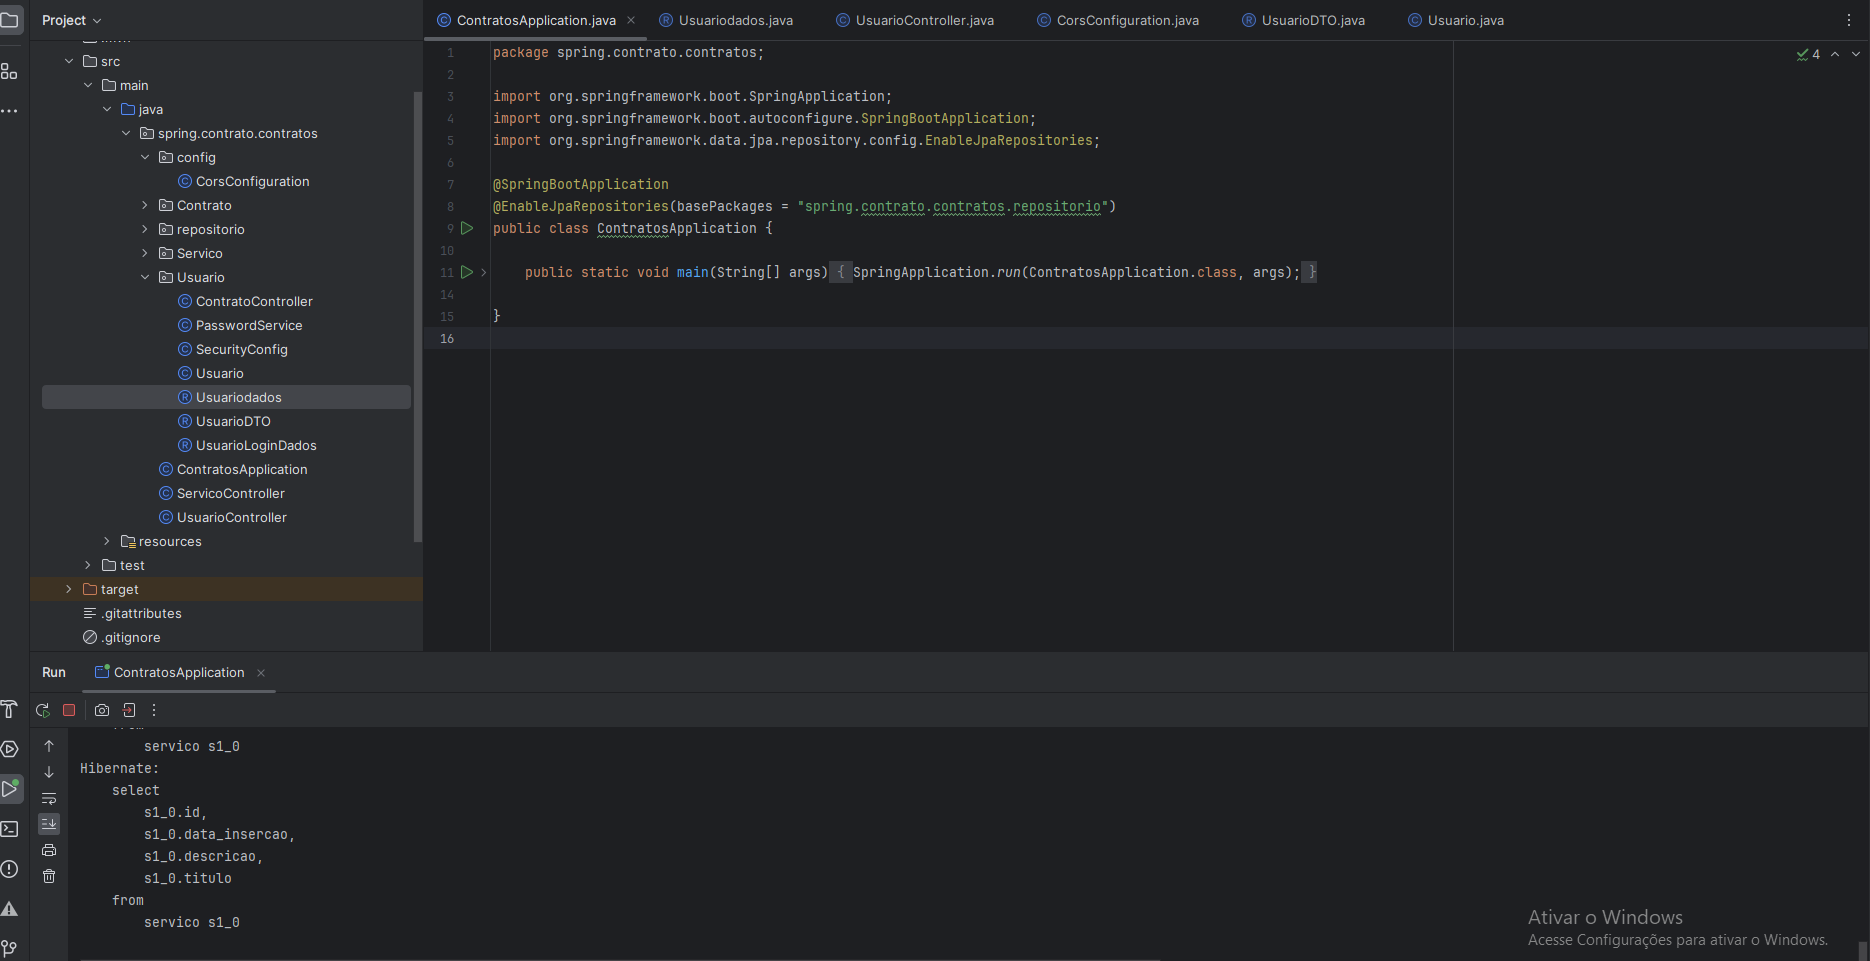 Project
ContratosApplication.java
Usuariodados.java
UsuarioController.java
CorsConfiguration.java
UsuarioDTO.java
Usuario.java
src
main
java
spring.contrato.contratos
config
CorsConfiguration
Contrato
repositorio
Servico
Usuario
ContratoController
PasswordService
SecurityConfig
Usuario
Usuariodados
UsuarioDTO
UsuarioLoginDados
ContratosApplication
ServicoController
UsuarioController
resources
test
target
.gitattributes
.gitignore
4
1 package spring.contrato.contratos;
2
3 import org.springframework.boot.SpringApplication;
4 import org.springframework.boot.autoconfigure.SpringBootApplication;
5 import org.springframework.data.jpa.repository.config.EnableJpaRepositories;
6
7 @SpringBootApplication
8 @EnableJpaRepositories(basePackages = "spring.contrato.contratos.repositorio")
9 public class ContratosApplication {
10
11 public static void main(String[] args) { SpringApplication.run(ContratosApplication.class, args); }
14
15 }
16
Run
ContratosApplication
servico s1_0
Hibernate:
select
s1_0.id,
s1_0.data_insercao,
s1_0.descricao,
s1_0.titulo
from
servico s1_0
Ativar o Windows
Acesse Configurações para ativar o Windows.